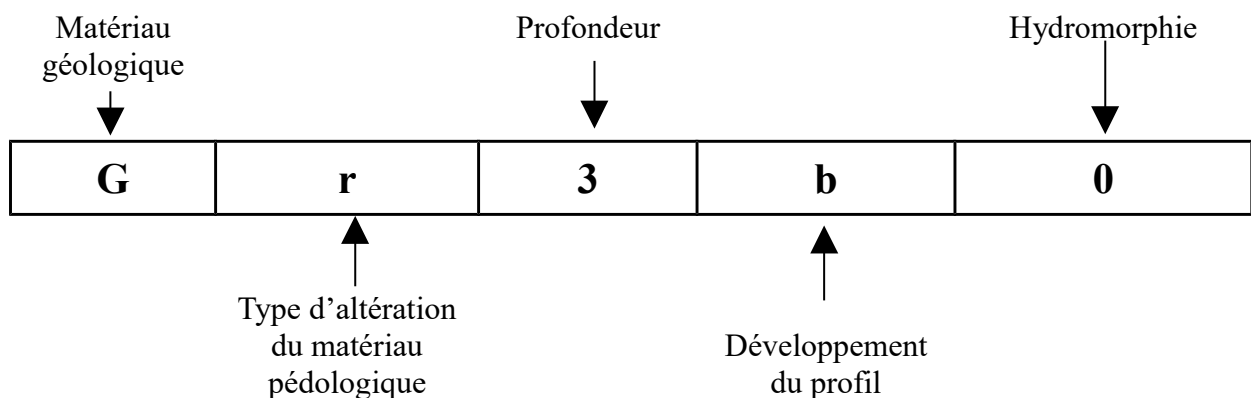 Matériau
géologique
Profondeur
Hydromorphie
G r 3 b 0
Type d’altération
du matériau
pédologique
Développement
du profil